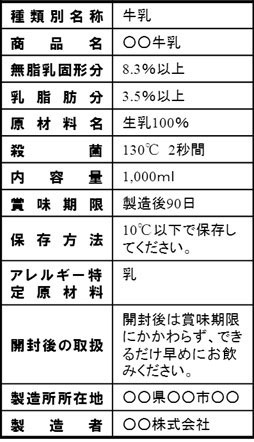 種類別名称 牛乳
商品名 〇〇牛乳
無脂乳固形分 8.3%以上
乳脂肪分 3.5%以上
原材料名 生乳100%
殺菌 130℃ 2秒間
内容量 1,000ml
賞味期限 製造後90日
保存方法 10℃以下で保存し
てください。
アレルギー特 乳
定原材料
開封後の取扱 開封後は賞味期限
にかかわらず、でき
るだけ早めにお飲
みください。
製造所所在地 〇〇県〇〇市〇〇
製造者 〇〇株式会社